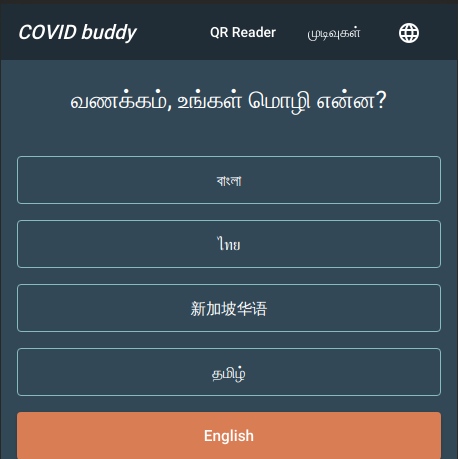 COVID buddy QR Reader முடிவுகள்
வணக்கம், உங்கள் மொழி என்ன?
বাংলা
ไทย
新加坡华语
தமிழ்
English